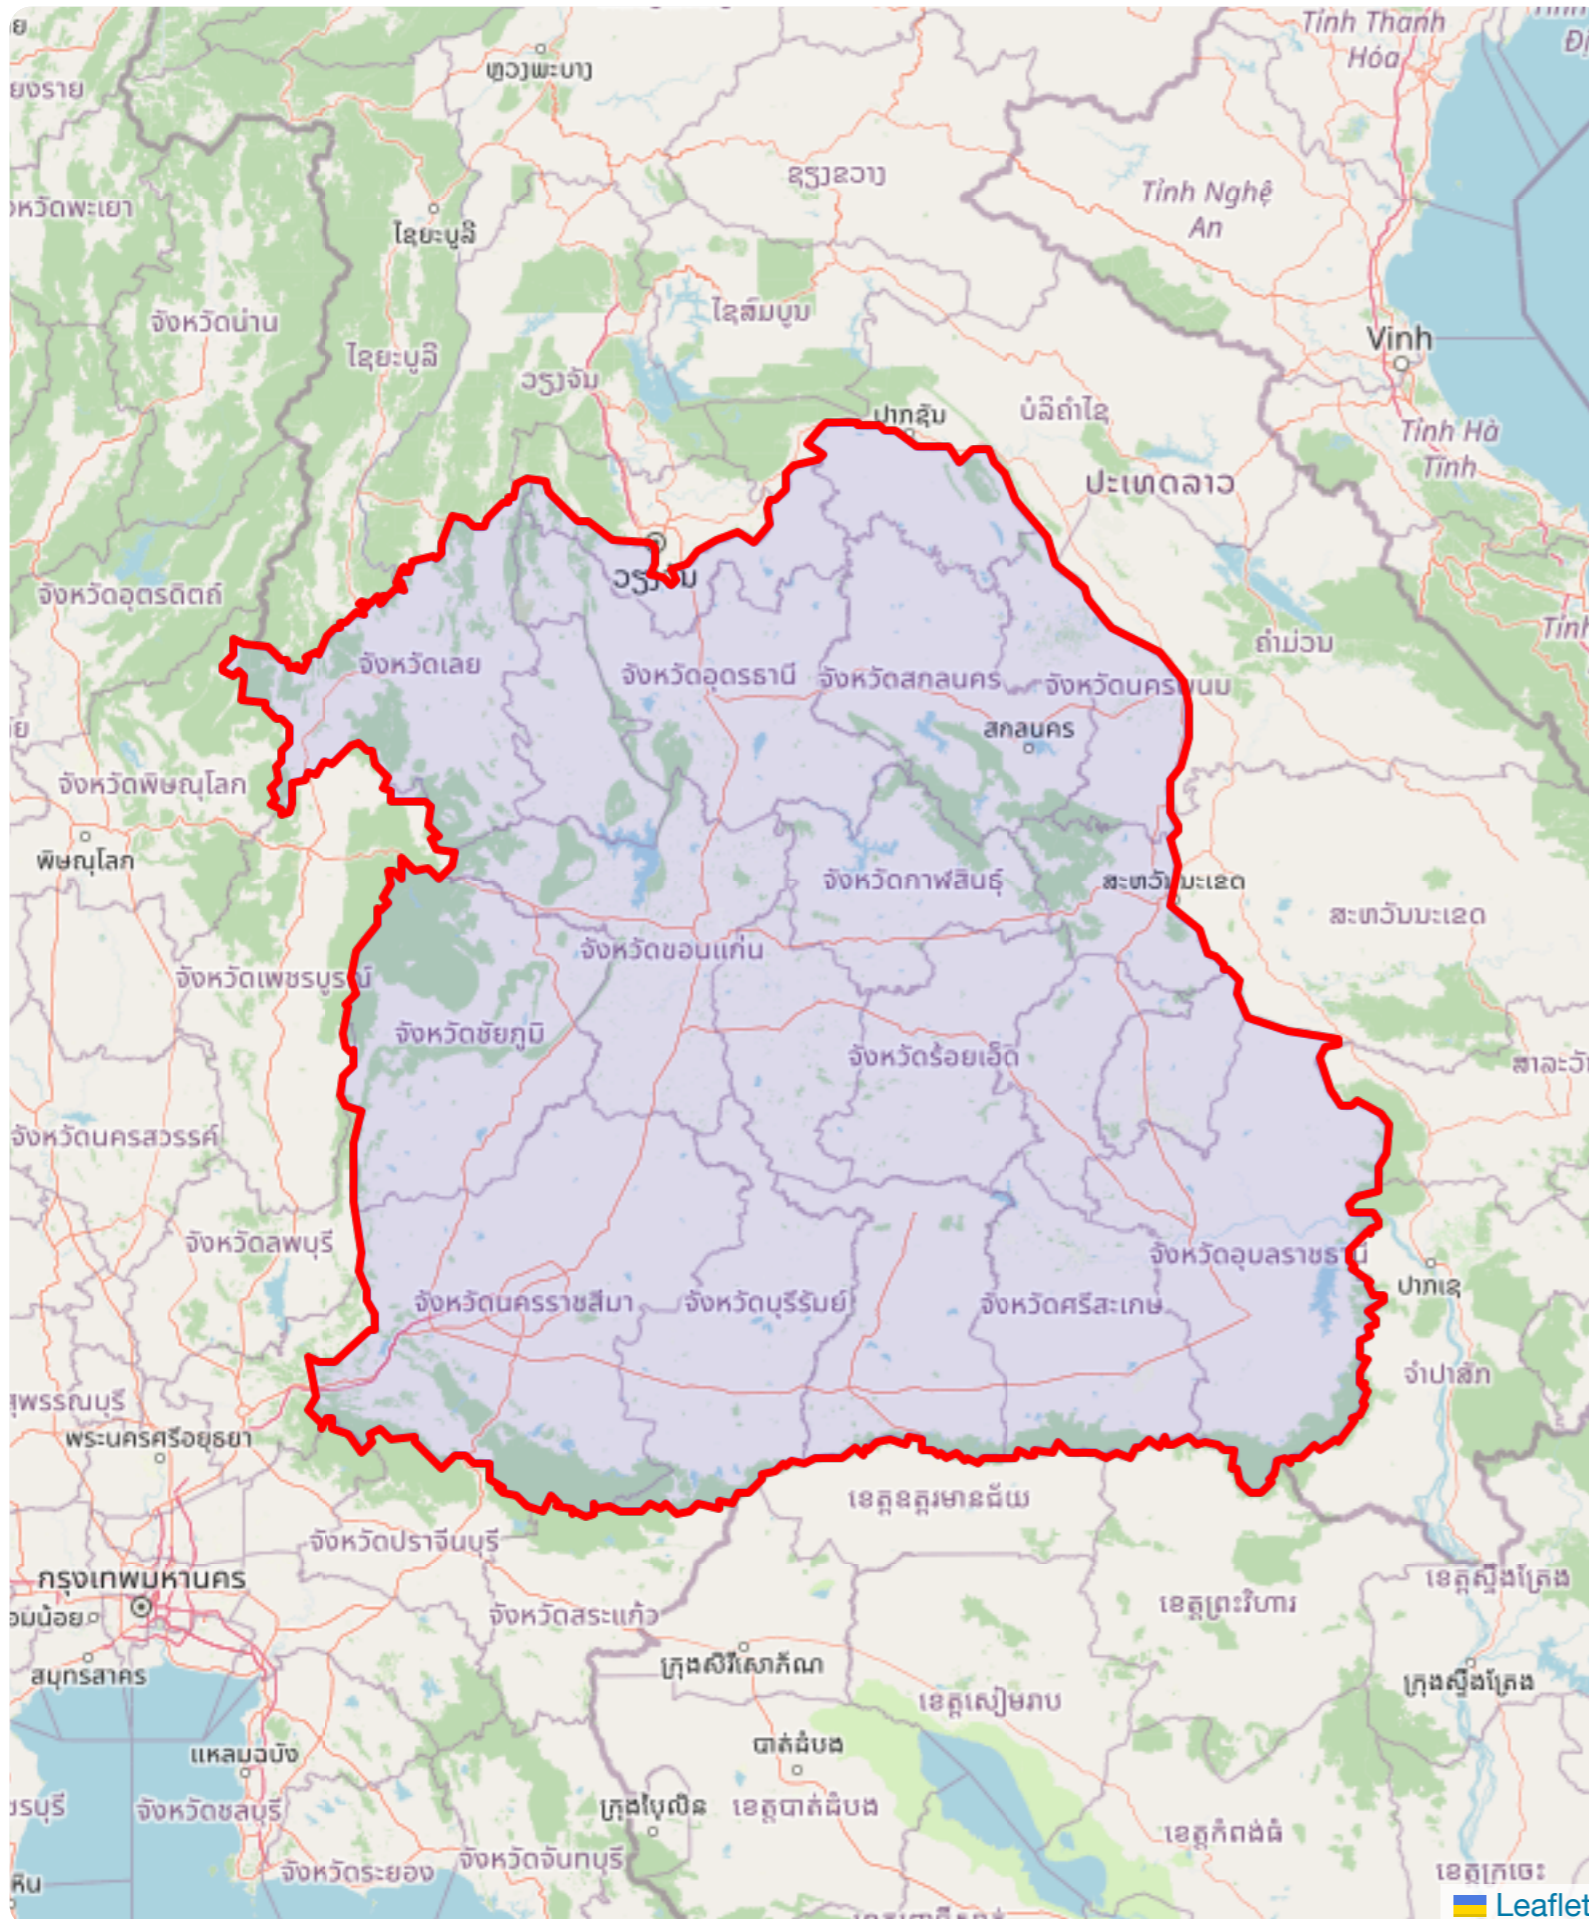 Tỉnh Thanh
Hóa
ຫຼວງພະບາງ
ຊຽງຂວາງ
Tỉnh Nghệ
An
ໄຊຍະບູລີ
ໄຊສົມບູນ
จังหวัดน่าน
ໄຊຍະບູລີ
Vinh
ວຽງຈັນ
ປາກຊັນ
ບໍລິຄຳໄຊ
Tỉnh Hà
Tĩnh
ປະເທດລາວ
จังหวัดอุตรดิตถ์
ຄຳມ່ວນ
จังหวัดเลย
จังหวัดอุดรธานี
จังหวัดสกลนคร
สกลนคร
จังหวัดพิษณุโลก
พิษณุโลก
จังหวัดกาฬสินธุ์
ສະຫວັນນະເຂດ
ສະຫວັນນະເຂດ
จังหวัดขอนแก่น
จังหวัดเพชรบูรณ์
จังหวัดชัยภูมิ
จังหวัดร้อยเอ็ด
จังหวัดนครสวรรค์
จังหวัดลพบุรี
จังหวัดอุบลราชธานี
ປາກເຊ
จังหวัดนครราชสีมา
จังหวัดบุรีรัมย์
จังหวัดศรีสะเกษ
ຈຳປາສັກ
พระนครศรีอยุธยา
ខេត្តឧត្ដរមានជ័យ
จังหวัดปราจีนบุรี
กรุงเทพมหานคร
ខេត្តស្ទឹងត្រែង
ខេត្តព្រះវិហារ
จังหวัดสระแก้ว
ក្រុងសិរីសោភ័ណ
สมุทรสาคร
ក្រុងស្ទឹងត្រែង
ខេត្តសៀមរាប
แหลมฉบัง
បាត់ដំបង
ក្រុងប៉ៃលិន
ខេត្តបាត់ដំបង
จังหวัดชลบุรี
ខេត្តកំពង់ធំ
จังหวัดระยอง
จังหวัดจันทบุรี
ខេត្តក្រចេះ
Leaflet